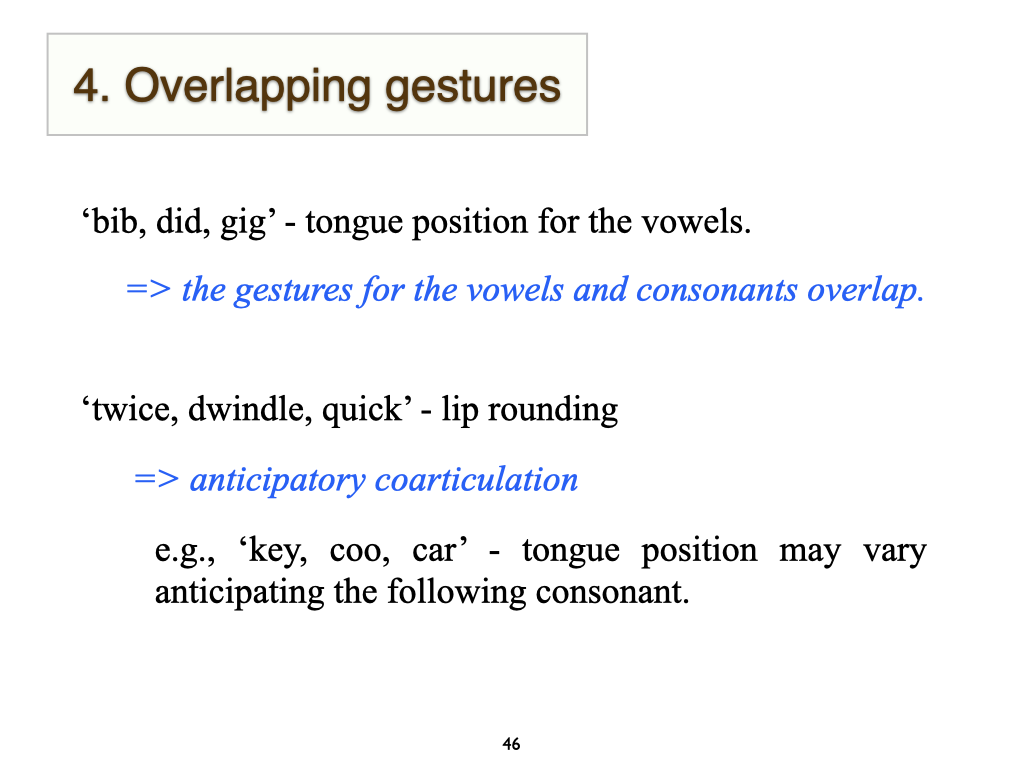 4. Overlapping gestures
‘bib, did, gig’ - tongue position for the vowels.
=> the gestures for the vowels and consonants overlap.
‘twice, dwindle, quick’ - lip rounding
=> anticipatory coarticulation
e.g., ‘key, coo, car’ - tongue position may vary
anticipating the following consonant.
46